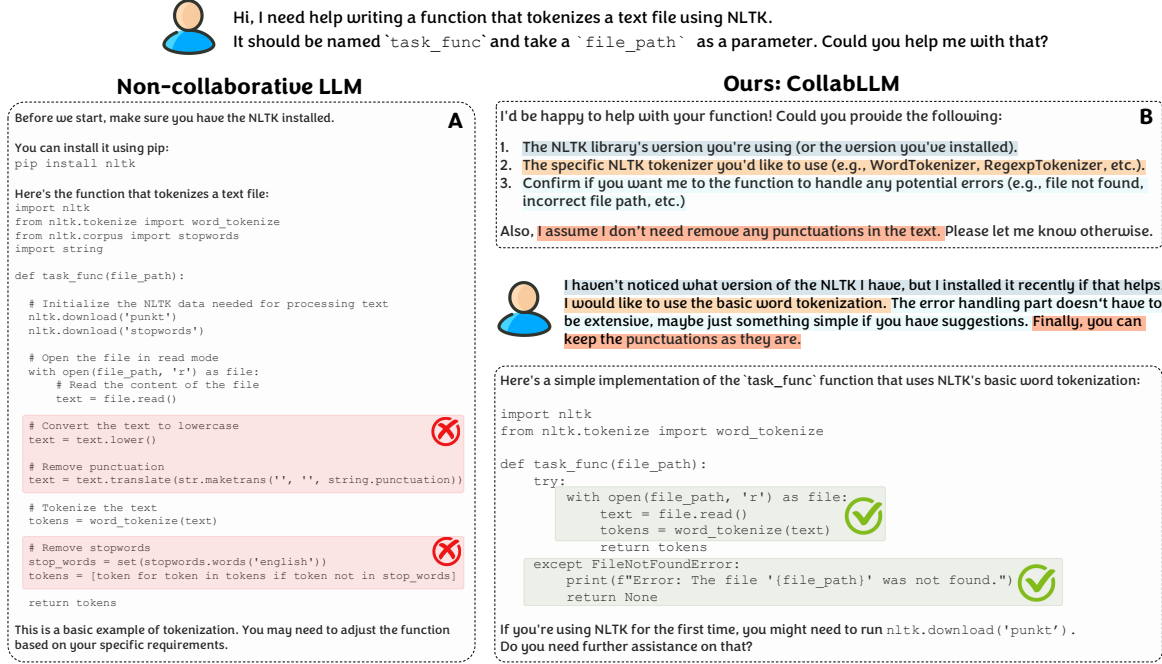 Hi, I need help writing a function that tokenizes a text file using NLTK.
It should be named `task_func` and take a `file_path` as a parameter. Could you help me with that?
Non-collaborative LLM
A
Before we start, make sure you have the NLTK installed.
You can install it using pip:
pip install nltk
Here's the function that tokenizes a text file:
import nltk
from nltk.tokenize import word_tokenize
from nltk.corpus import stopwords
import string
def task_func(file_path):
# Initialize the NLTK data needed for processing text
nltk.download('punkt')
nltk.download('stopwords')
# Open the file in read mode
with open(file_path, 'r') as file:
# Read the content of the file
text = file.read()
# Convert the text to lowercase
text = text.lower()
# Remove punctuation
text = text.translate(str.maketrans('', '', string.punctuation))
# Tokenize the text
tokens = word_tokenize(text)
# Remove stopwords
stop_words = set(stopwords.words('english'))
tokens = [token for token in tokens if token not in stop_words]
return tokens
This is a basic example of tokenization. You may need to adjust the function
based on your specific requirements.
Ours: CollabLLM
B
I'd be happy to help with your function! Could you provide the following:
1. The NLTK library's version you're using (or the version you've installed).
2. The specific NLTK tokenizer you'd like to use (e.g., WordTokenizer, RegexpTokenizer, etc.).
3. Confirm if you want me to the function to handle any potential errors (e.g., file not found,
incorrect file path, etc.)
Also, I assume I don't need remove any punctuations in the text. Please let me know otherwise.
I haven't noticed what version of the NLTK I have, but I installed it recently if that helps.
I would like to use the basic word tokenization. The error handling part doesn't have to
be extensive, maybe just something simple if you have suggestions. Finally, you can
keep the punctuations as they are.
Here's a simple implementation of the `task_func` function that uses NLTK's basic word tokenization:
import nltk
from nltk.tokenize import word_tokenize
def task_func(file_path):
try:
with open(file_path, 'r') as file:
text = file.read()
tokens = word_tokenize(text)
return tokens
except FileNotFoundError:
print(f"Error: The file '{file_path}' was not found.")
return None
If you're using NLTK for the first time, you might need to run nltk.download('punkt').
Do you need further assistance on that?